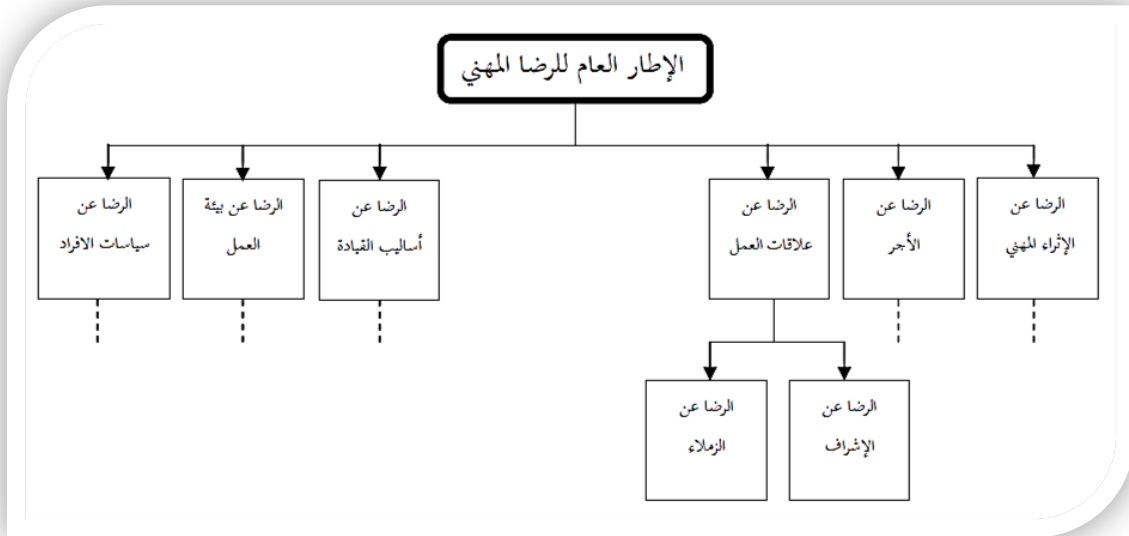 الإطار العام للرضا المهني
الرضا عن
الإثراء المهني
الرضا عن
الأجر
الرضا عن
علاقات العمل
الرضا عن
أساليب القيادة
الرضا عن بيئة
العمل
الرضا عن
سياسات الافراد
الرضا عن
الإشراف
الرضا عن
الزملاء